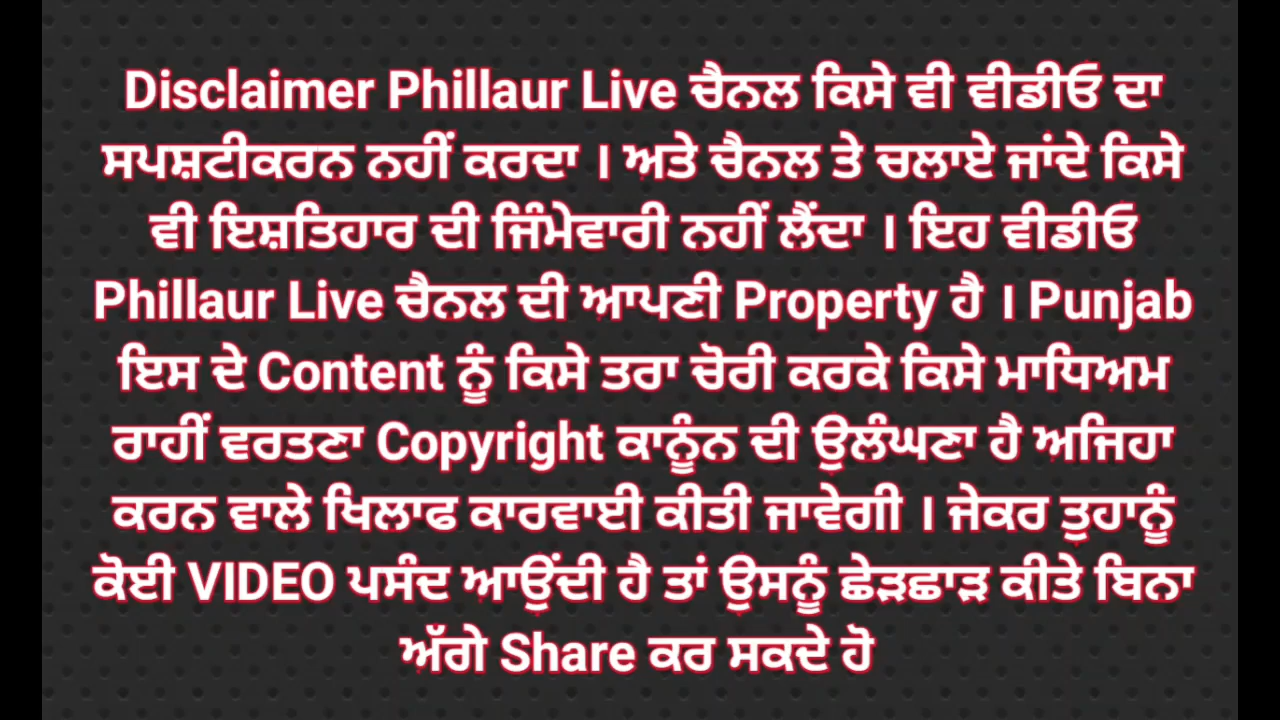 Disclaimer Phillaur Live ਚੈਨਲ ਕਿਸੇ ਵੀ ਵੀਡੀਓ ਦਾ
ਸਪਸ਼ਟੀਕਰਨ ਨਹੀਂ ਕਰਦਾ । ਅਤੇ ਚੈਨਲ ਤੇ ਚਲਾਏ ਜਾਂਦੇ ਕਿਸੇ
ਵੀ ਇਸ਼ਤਿਹਾਰ ਦੀ ਜਿੰਮੇਵਾਰੀ ਨਹੀਂ ਲੈਂਦਾ । ਇਹ ਵੀਡੀਓ
Phillaur Live ਚੈਨਲ ਦੀ ਆਪਣੀ Property ਹੈ । Punjab
ਇਸ ਦੇ Content ਨੂੰ ਕਿਸੇ ਤਰਾ ਚੋਰੀ ਕਰਕੇ ਕਿਸੇ ਮਾਧਿਅਮ
ਰਾਹੀਂ ਵਰਤਣਾ Copyright ਕਾਨੂੰਨ ਦੀ ਉਲੰਘਣਾ ਹੈ ਅਜਿਹਾ
ਕਰਨ ਵਾਲੇ ਖਿਲਾਫ ਕਾਰਵਾਈ ਕੀਤੀ ਜਾਵੇਗੀ । ਜੇਕਰ ਤੁਹਾਨੂੰ
ਕੋਈ VIDEO ਪਸੰਦ ਆਉਂਦੀ ਹੈ ਤਾਂ ਉਸਨੂੰ ਛੇੜਛਾੜ ਕੀਤੇ ਬਿਨਾ
ਅੱਗੇ Share ਕਰ ਸਕਦੇ ਹੋ